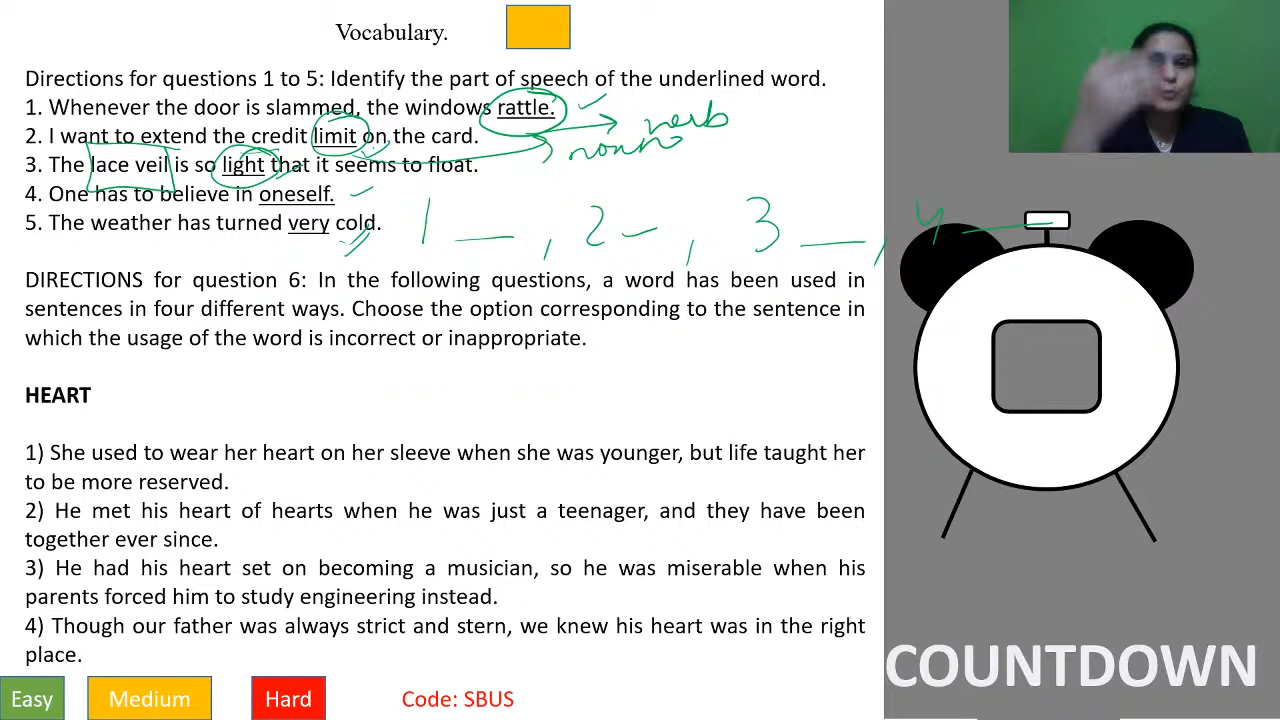 Vocabulary.
Directions for questions 1 to 5: Identify the part of speech of the underlined word.
1. Whenever the door is slammed, the windows rattle.
2. I want to extend the credit limit on the card.
verb
3. The lace veil is so light that it seems to float.
noun
4. One has to believe in oneself.
5. The weather has turned very cold.
1 __ , 2 – , 3 __ , 4 __
DIRECTIONS for question 6: In the following questions, a word has been used in
sentences in four different ways. Choose the option corresponding to the sentence in
which the usage of the word is incorrect or inappropriate.
HEART
1) She used to wear her heart on her sleeve when she was younger, but life taught her
to be more reserved.
2) He met his heart of hearts when he was just a teenager, and they have been
together ever since.
3) He had his heart set on becoming a musician, so he was miserable when his
parents forced him to study engineering instead.
4) Though our father was always strict and stern, we knew his heart was in the right
place.
COUNTDOWN
Easy Medium Hard Code: SBUS